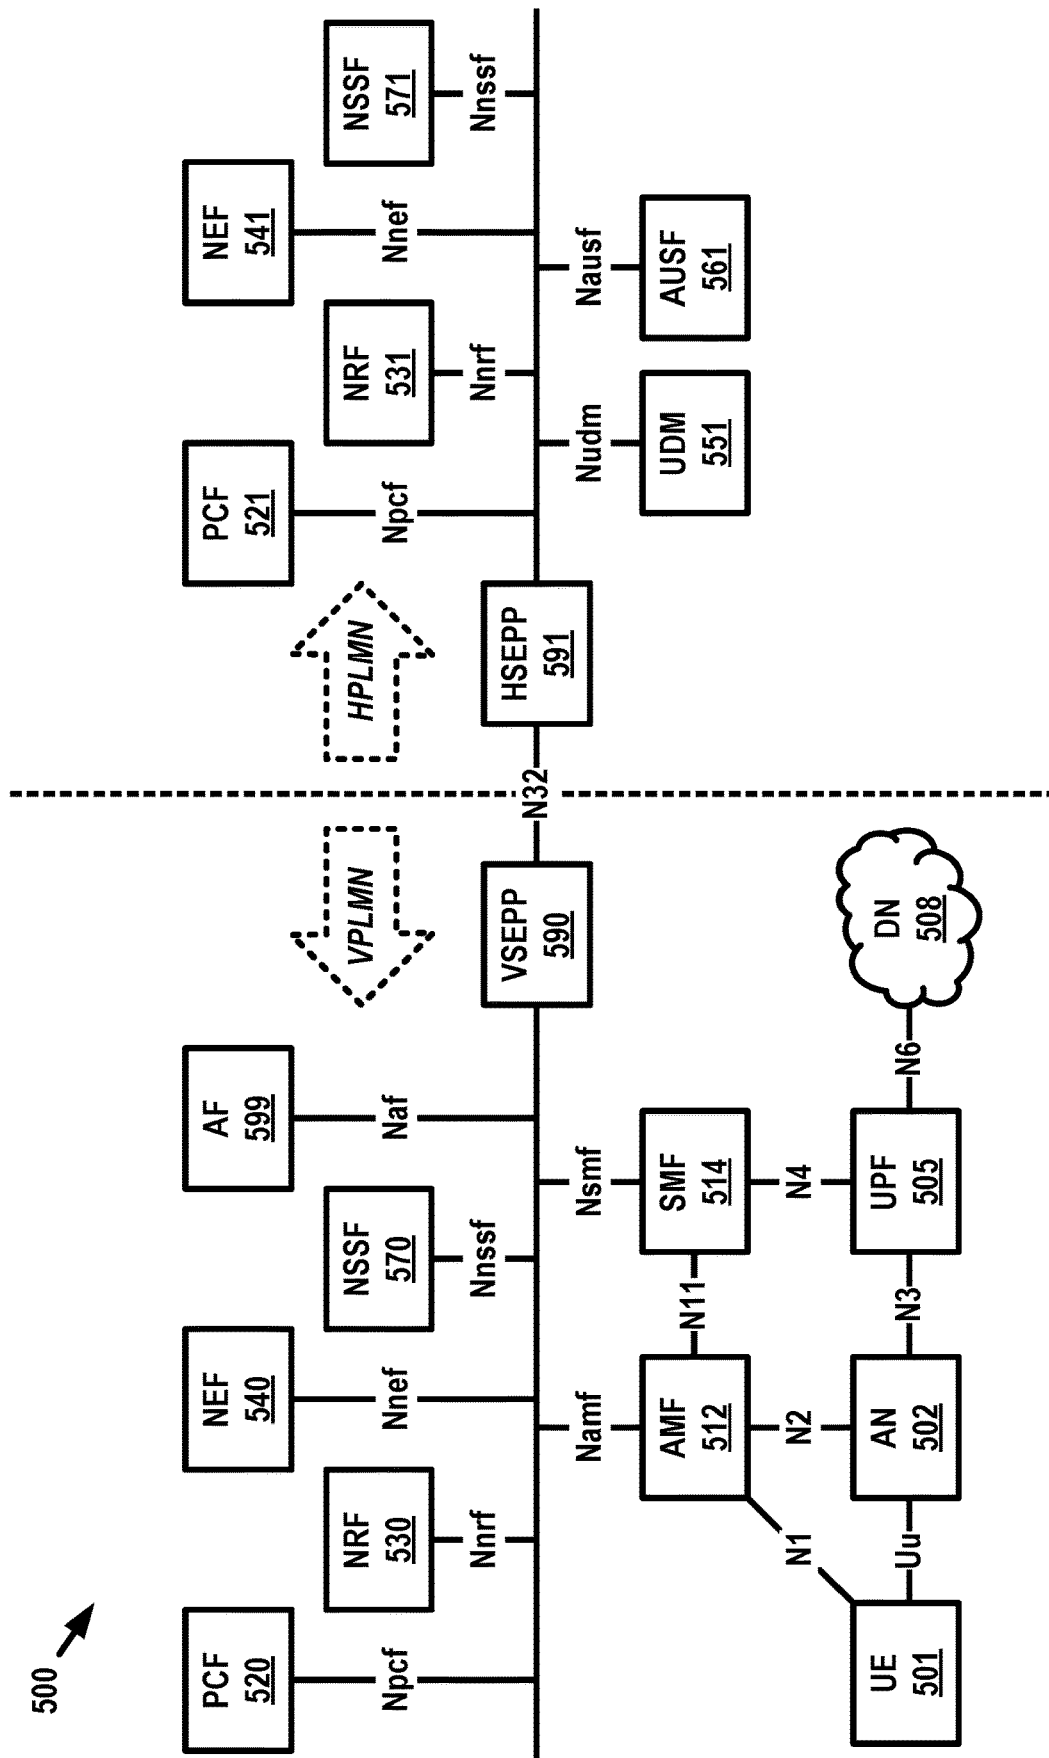 500
PCF
520
NRF
530
NEF
540
NSSF
570
AF
599
VPLMN
HPLMN
PCF
521
NRF
531
NEF
541
NSSF
571
Npcf
Nnrf
Nnef
Nnssf
Naf
Npcf
Nnrf
Nnef
Nnssf
VSEPP
590
N32
HSEPP
591
Namf
Nsmf
Nudm
Nausf
AMF
512
N11
SMF
514
UDM
551
AUSF
561
N1
N2
N4
UE
501
Uu
AN
502
N3
UPF
505
N6
DN
508